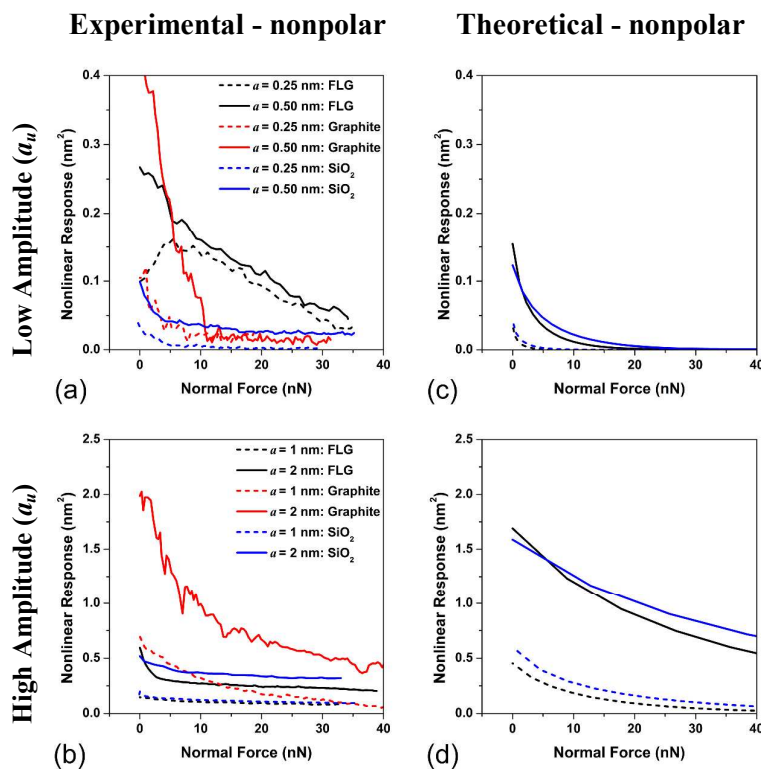 Experimental - nonpolar
Theoretical - nonpolar
Low Amplitude (a_u)
Nonlinear Response (nm²)
0.4
0.3
0.2
0.1
0.0
a = 0.25 nm: FLG
a = 0.50 nm: FLG
a = 0.25 nm: Graphite
a = 0.50 nm: Graphite
a = 0.25 nm: SiO₂
a = 0.50 nm: SiO₂
0 10 20 30 40
Normal Force (nN)
(a)
Nonlinear Response (nm²)
0.4
0.3
0.2
0.1
0.0
0 10 20 30 40
Normal Force (nN)
(c)
High Amplitude (a_u)
Nonlinear Response (nm²)
2.5
2.0
1.5
1.0
0.5
0.0
a = 1 nm: FLG
a = 2 nm: FLG
a = 1 nm: Graphite
a = 2 nm: Graphite
a = 1 nm: SiO₂
a = 2 nm: SiO₂
0 10 20 30 40
Normal Force (nN)
(b)
Nonlinear Response (nm²)
2.5
2.0
1.5
1.0
0.5
0.0
0 10 20 30 40
Normal Force (nN)
(d)